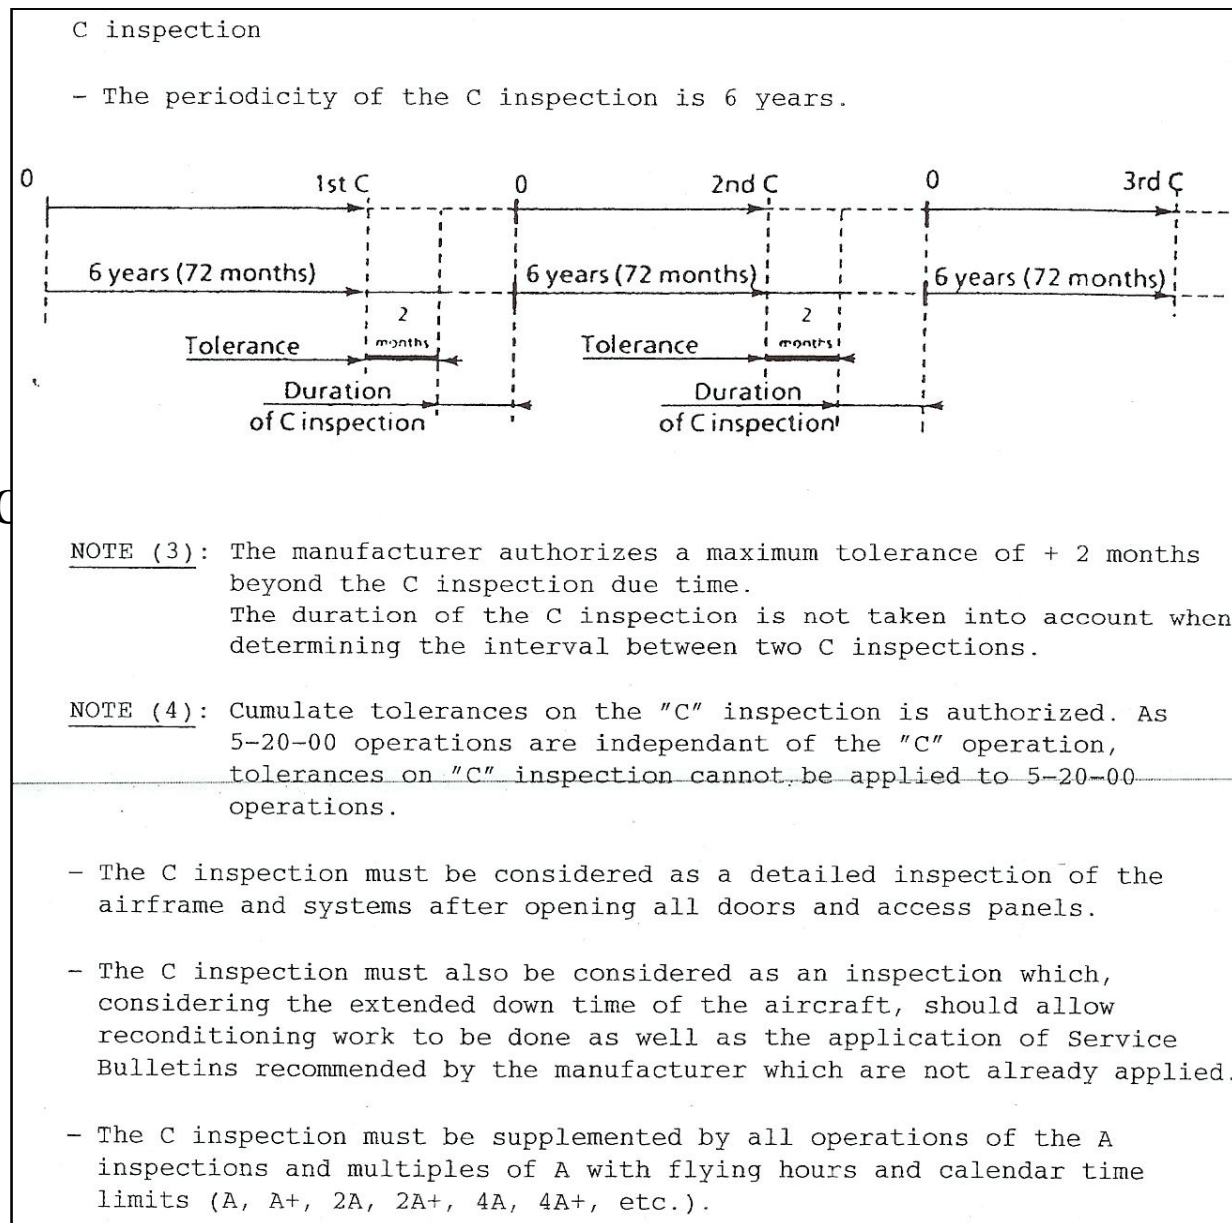 C inspection
- The periodicity of the C inspection is 6 years.
0 1st C 0 2nd C 0 3rd C
6 years (72 months) 6 years (72 months) 6 years (72 months)
2 2
Tolerance months Tolerance months
Duration Duration
of C inspection of C inspection
NOTE (3): The manufacturer authorizes a maximum tolerance of + 2 months
beyond the C inspection due time.
The duration of the C inspection is not taken into account when
determining the interval between two C inspections.
NOTE (4): Cumulate tolerances on the "C" inspection is authorized. As
5-20-00 operations are independant of the "C" operation,
tolerances on "C" inspection cannot be applied to 5-20-00
operations.
- The C inspection must be considered as a detailed inspection of the
airframe and systems after opening all doors and access panels.
- The C inspection must also be considered as an inspection which,
considering the extended down time of the aircraft, should allow
reconditioning work to be done as well as the application of Service
Bulletins recommended by the manufacturer which are not already applied.
- The C inspection must be supplemented by all operations of the A
inspections and multiples of A with flying hours and calendar time
limits (A, A+, 2A, 2A+, 4A, 4A+, etc.).